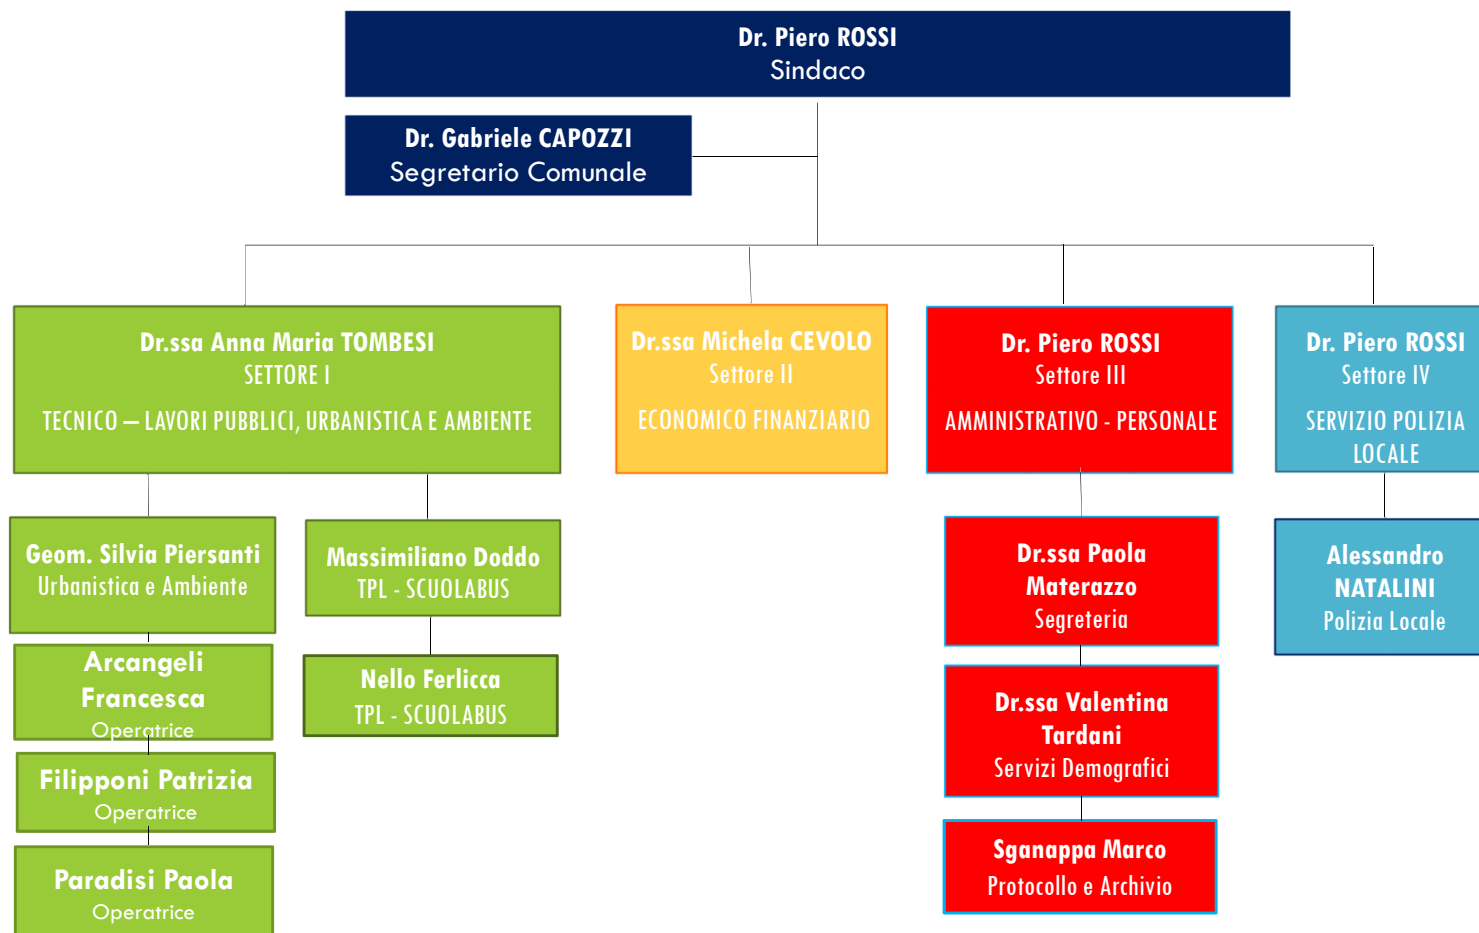 Dr. Piero ROSSI
Sindaco
Dr. Gabriele CAPOZZI
Segretario Comunale
Dr.ssa Anna Maria TOMBESI
SETTORE I
TECNICO – LAVORI PUBBLICI, URBANISTICA E AMBIENTE
Dr.ssa Michela CEVOLO
Settore II
ECONOMICO FINANZIARIO
Dr. Piero ROSSI
Settore III
AMMINISTRATIVO - PERSONALE
Dr. Piero ROSSI
Settore IV
SERVIZIO POLIZIA
LOCALE
Geom. Silvia Piersanti
Urbanistica e Ambiente
Arcangeli
Francesca
Operatrice
Filipponi Patrizia
Operatrice
Paradisi Paola
Operatrice
Massimiliano Doddo
TPL - SCUOLABUS
Nello Ferlicca
TPL - SCUOLABUS
Dr.ssa Paola
Materazzo
Segreteria
Dr.ssa Valentina
Tardani
Servizi Demografici
Sganappa Marco
Protocollo e Archivio
Alessandro
NATALINI
Polizia Locale